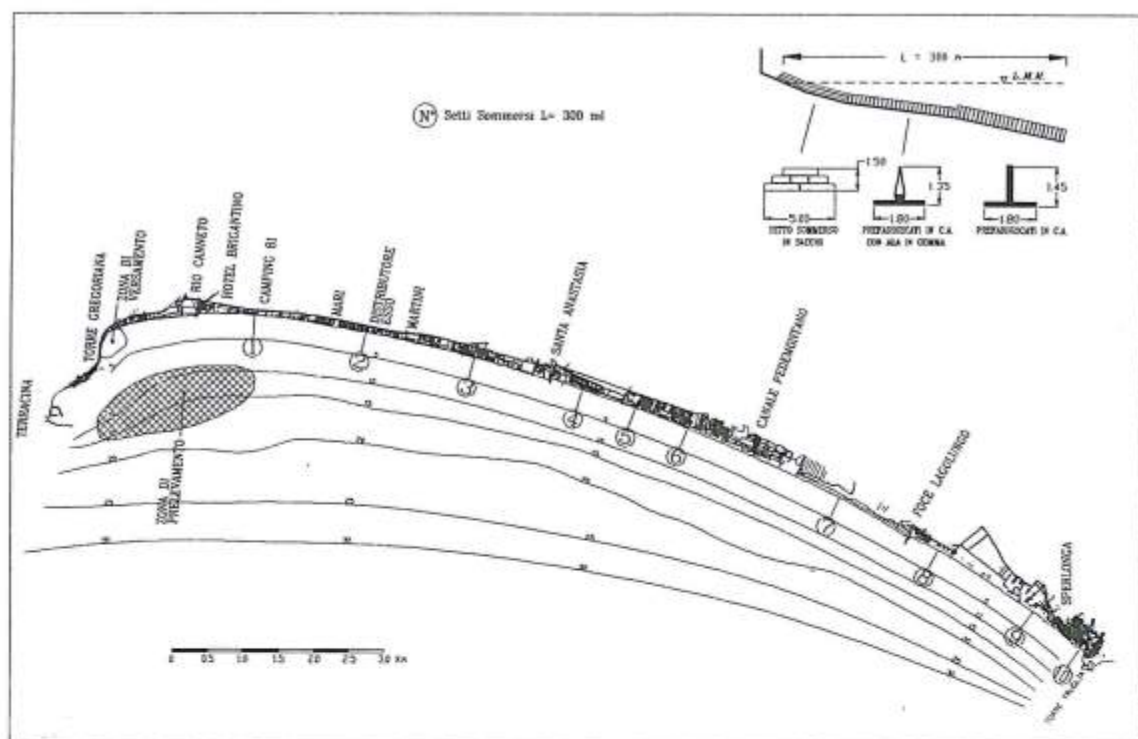 L = 300 m
L.M.M.
N° Setti Sommersi L= 300 ml
1.50
5.00
SETTO SOMMERSO
IN SACCHI
1.35
1.80
PREFABBRICATI IN C.A.
CON ALA IN GOMMA
1.45
1.80
PREFABBRICATI IN C.A.
TERRACINA
TORRE GREGORIANA
ZONA DI
VERSAMENTO
RIO CANNETO
HOTEL BRIGANTINO
CAMPING 81
MARI
DISTRIBUTORE
ESSO
MARTINI
SANTA ANASTASIA
CANALE PEDEMONTANO
FOCE LAGOLUNGO
SPERLONGA
1
2
3
4
5
6
7
8
9
10
ZONA DI
PRELEVAMENTO
0 0.5 1.0 1.5 2.0 2.5 3.0 Km